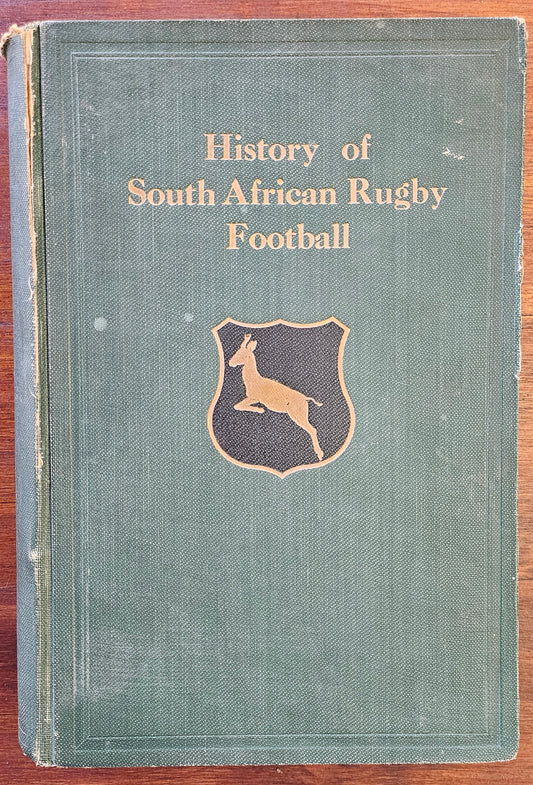 History of
South African Rugby
Football